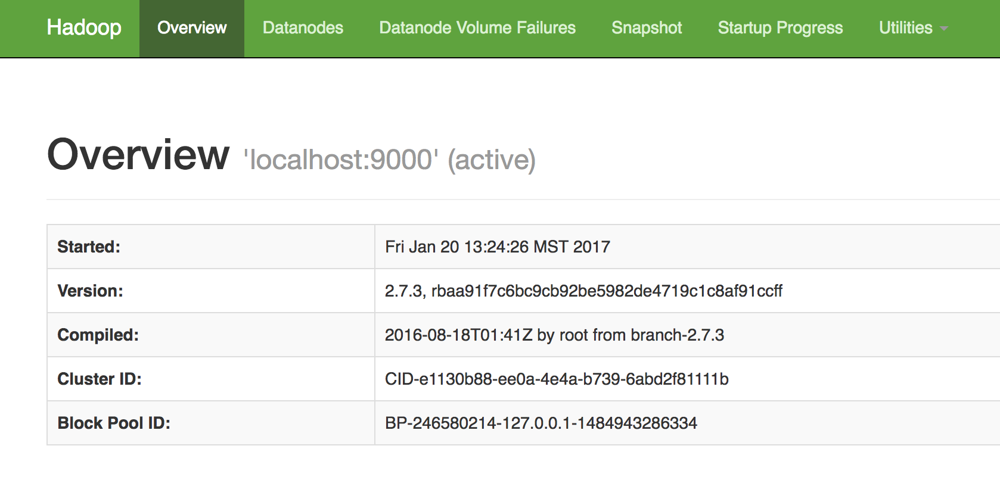 Hadoop Overview Datanodes Datanode Volume Failures Snapshot Startup Progress Utilities
Overview 'localhost:9000' (active)
Started: Fri Jan 20 13:24:26 MST 2017
Version: 2.7.3, rbaa91f7c6bc9cb92be5982de4719c1c8af91ccff
Compiled: 2016-08-18T01:41Z by root from branch-2.7.3
Cluster ID: CID-e1130b88-ee0a-4e4a-b739-6abd2f81111b
Block Pool ID: BP-246580214-127.0.0.1-1484943286334